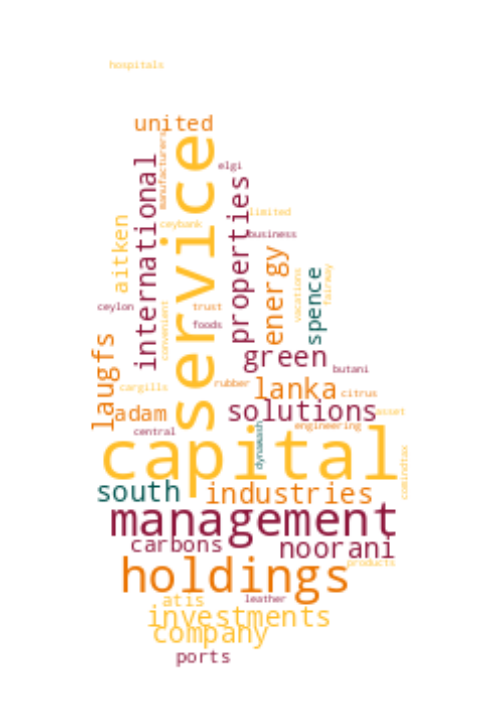 hospitals
united
manufacturers
service
international
elgi
properties
limited
aitken
ceybank
business
energy
spence
vacations
fairway
ceylon
trust
convenient
foods
laugfs
green
butani
cargills
rubber
lanka
citrus
adam
solutions
asset
central
dynawash
engineering
capital
comindtax
south
industries
management
carbons
noorani
holdings
products
atis
leather
investments
company
ports